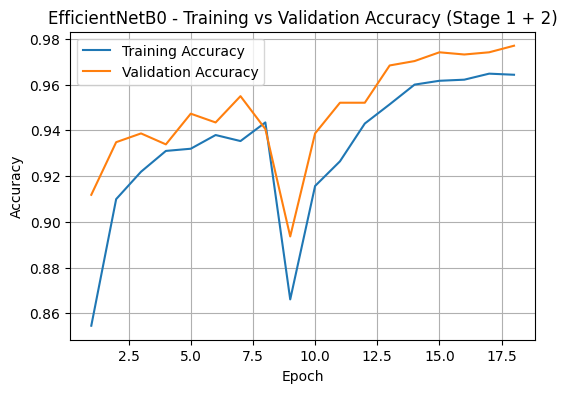 EfficientNetB0 - Training vs Validation Accuracy (Stage 1 + 2)
Training Accuracy
Validation Accuracy
Accuracy
0.98
0.96
0.94
0.92
0.90
0.88
0.86
2.5 5.0 7.5 10.0 12.5 15.0 17.5
Epoch